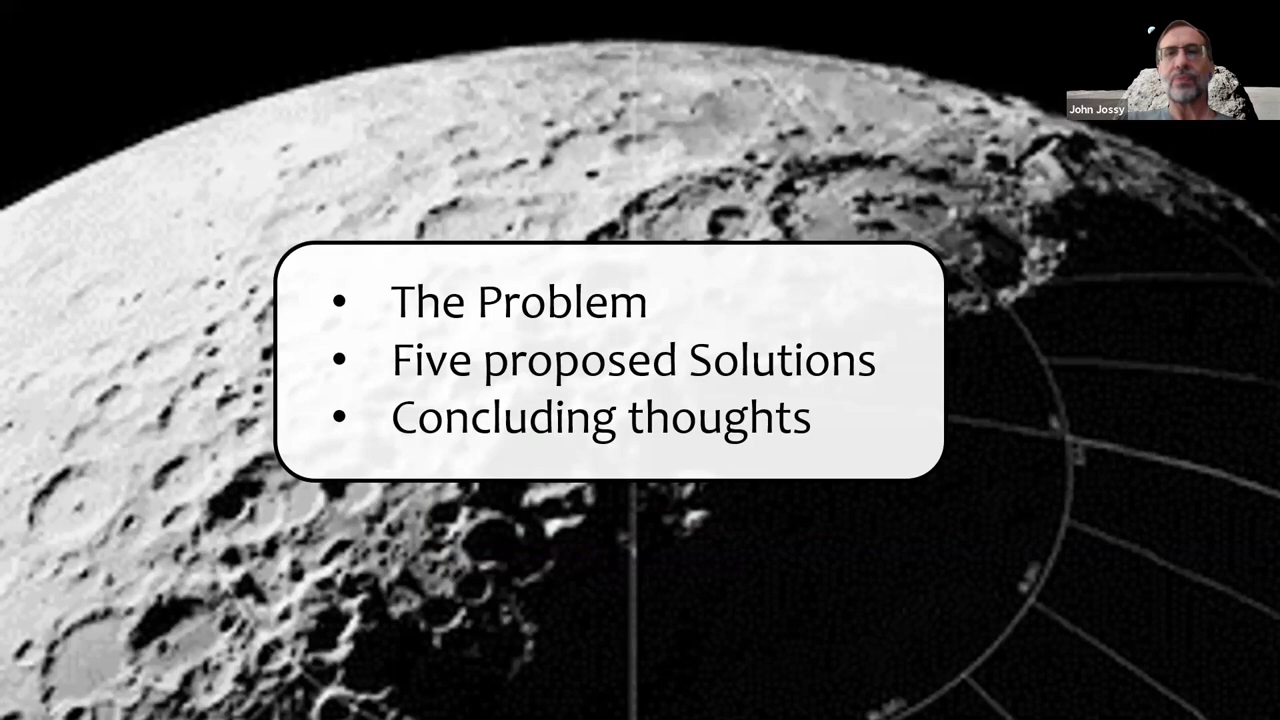 John Jossy
• The Problem
• Five proposed Solutions
• Concluding thoughts